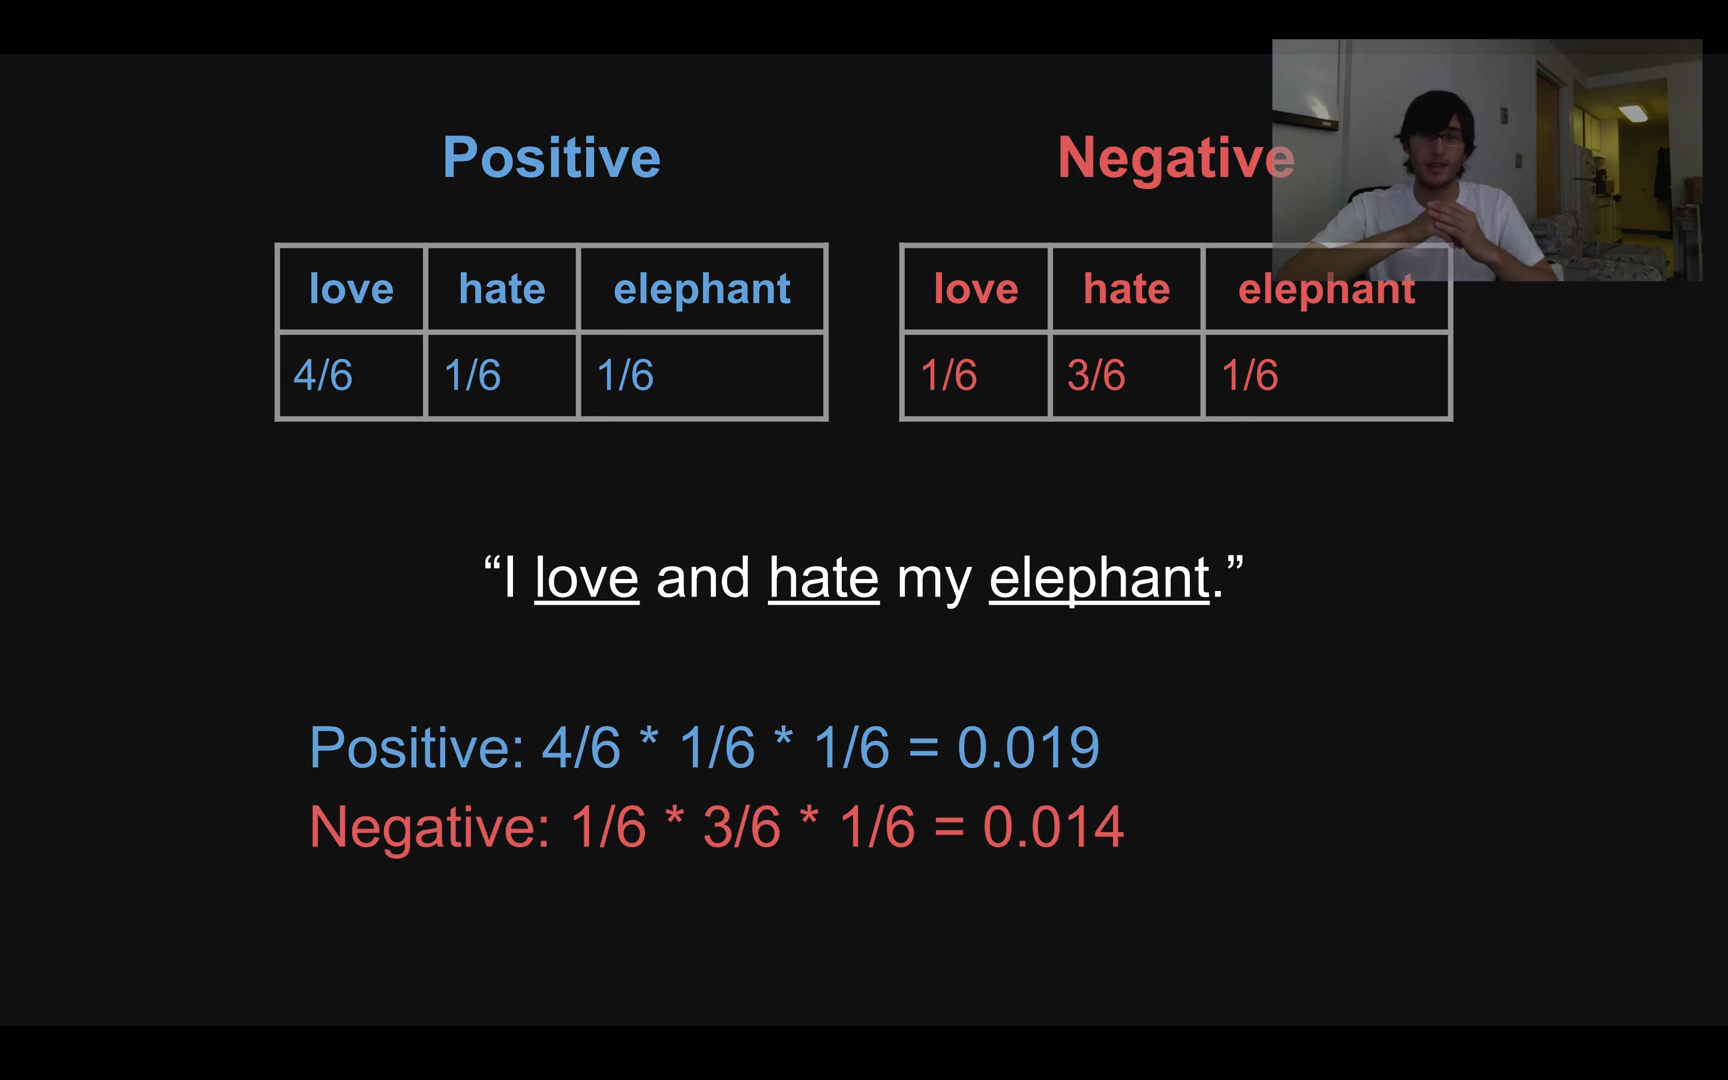 Positive
Negative
love hate elephant
4/6 1/6 1/6
love hate elephant
1/6 3/6 1/6
“I love and hate my elephant.”
Positive: 4/6 * 1/6 * 1/6 = 0.019
Negative: 1/6 * 3/6 * 1/6 = 0.014